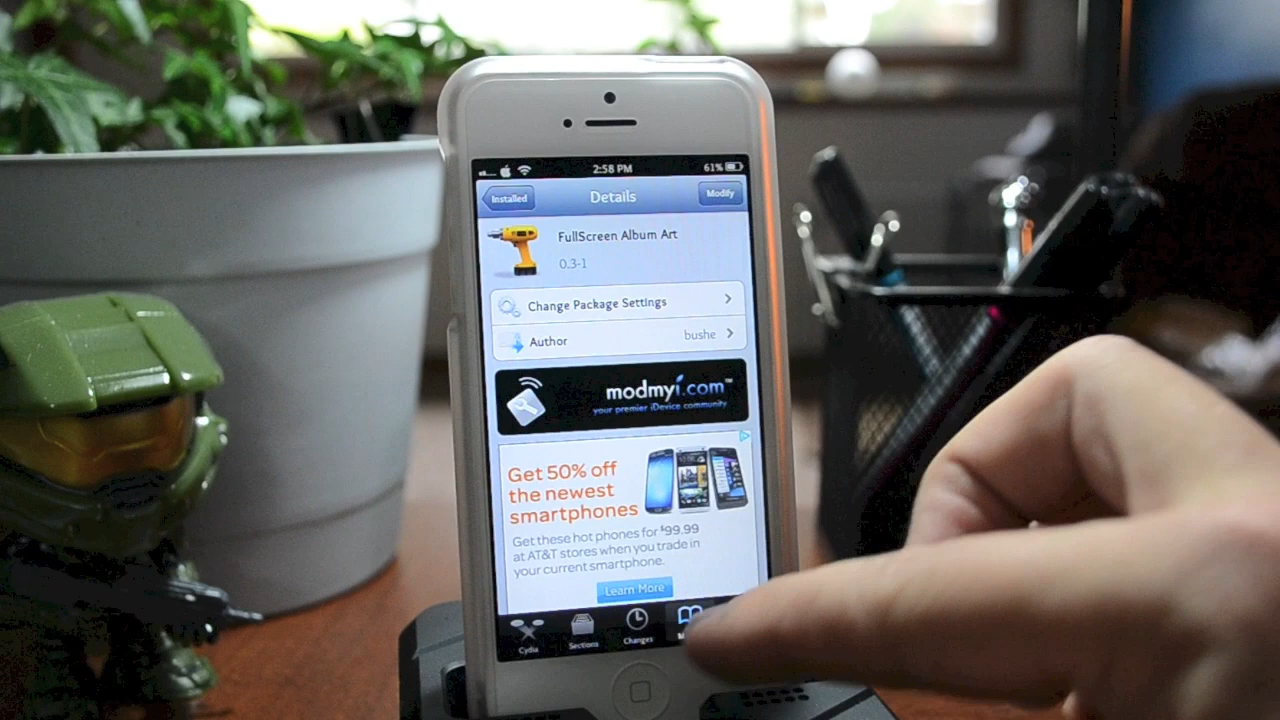 2:58 PM
61%
Installed
Details
Modify
FullScreen Album Art
0.3-1
Change Package Settings
Author
bushe
modmyi.com™
your premier iDevice community
Get 50% off
the newest
smartphones
Get these hot phones for $99.99
at AT&T stores when you trade in
your current smartphone.
Learn More
Cydia
Sections
Changes